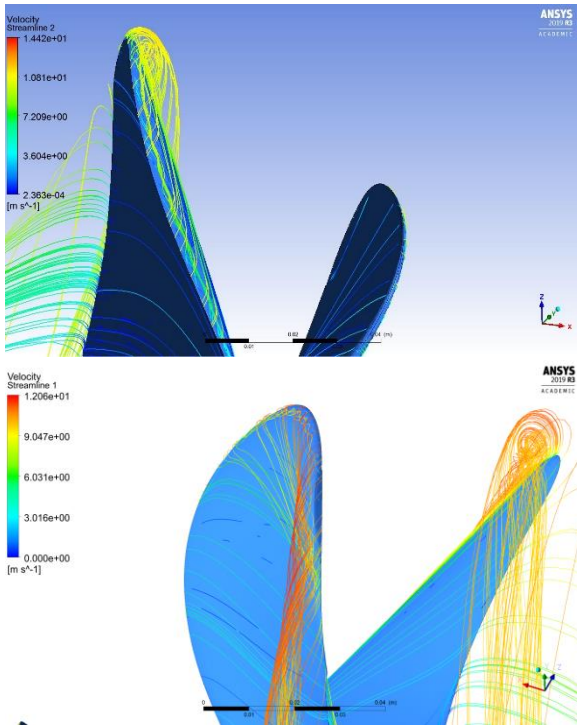 Velocity
Streamline 2
1.442e+01
1.081e+01
7.209e+00
3.604e+00
2.363e-04
[m s^-1]
ANSYS
2019 R3
ACADEMIC
0.02
0.04 (m)
0.01
Z
Y
X
Velocity
Streamline 1
1.206e+01
9.047e+00
6.031e+00
3.016e+00
0.000e+00
[m s^-1]
ANSYS
2019 R3
ACADEMIC
0
0.02
0.04 (m)
0.01
0.03
Z